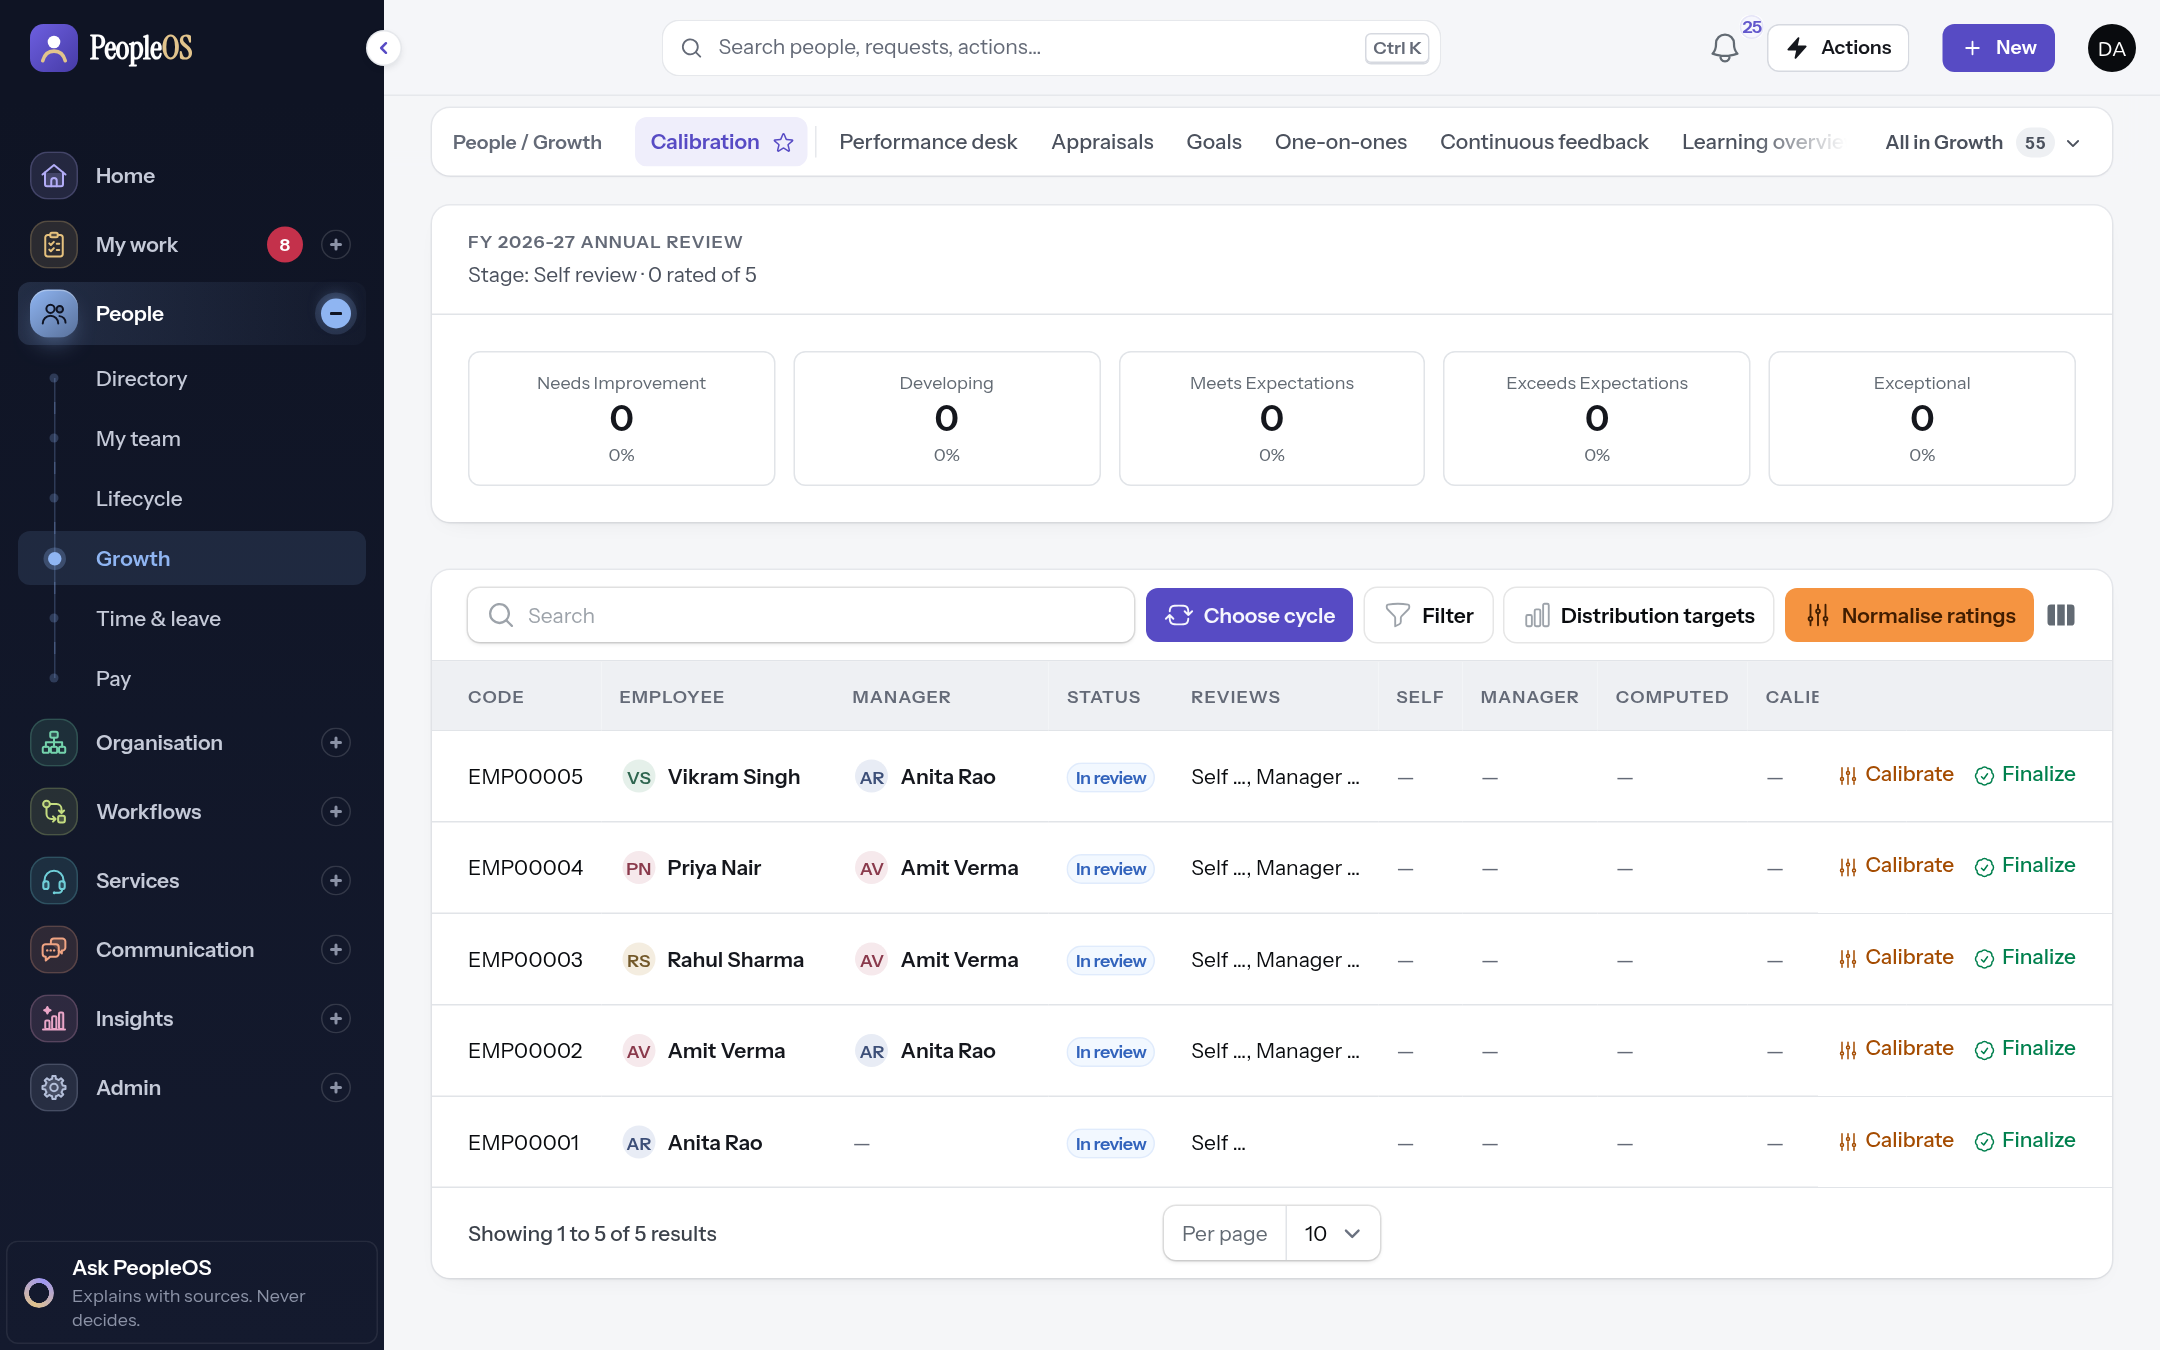 PeopleOS
Search people, requests, actions...
Ctrl K
25
Actions
New
DA
Home
My work
8
People
Directory
My team
Lifecycle
Growth
Time & leave
Pay
Organisation
Workflows
Services
Communication
Insights
Admin
Ask PeopleOS
Explains with sources. Never
decides.
People / Growth
Calibration
Performance desk
Appraisals
Goals
One-on-ones
Continuous feedback
Learning overvie
All in Growth
55
FY 2026-27 ANNUAL REVIEW
Stage: Self review · 0 rated of 5
Needs Improvement
0
0%
Developing
0
0%
Meets Expectations
0
0%
Exceeds Expectations
0
0%
Exceptional
0
0%
Search
Choose cycle
Filter
Distribution targets
Normalise ratings
CODE EMPLOYEE MANAGER STATUS REVIEWS SELF MANAGER COMPUTED CALIB
EMP00005 VS Vikram Singh AR Anita Rao In review Self ..., Manager ... — — — — Calibrate Finalize
EMP00004 PN Priya Nair AV Amit Verma In review Self ..., Manager ... — — — — Calibrate Finalize
EMP00003 RS Rahul Sharma AV Amit Verma In review Self ..., Manager ... — — — — Calibrate Finalize
EMP00002 AV Amit Verma AR Anita Rao In review Self ..., Manager ... — — — — Calibrate Finalize
EMP00001 AR Anita Rao — In review Self ... — — — — Calibrate Finalize
Showing 1 to 5 of 5 results
Per page 10